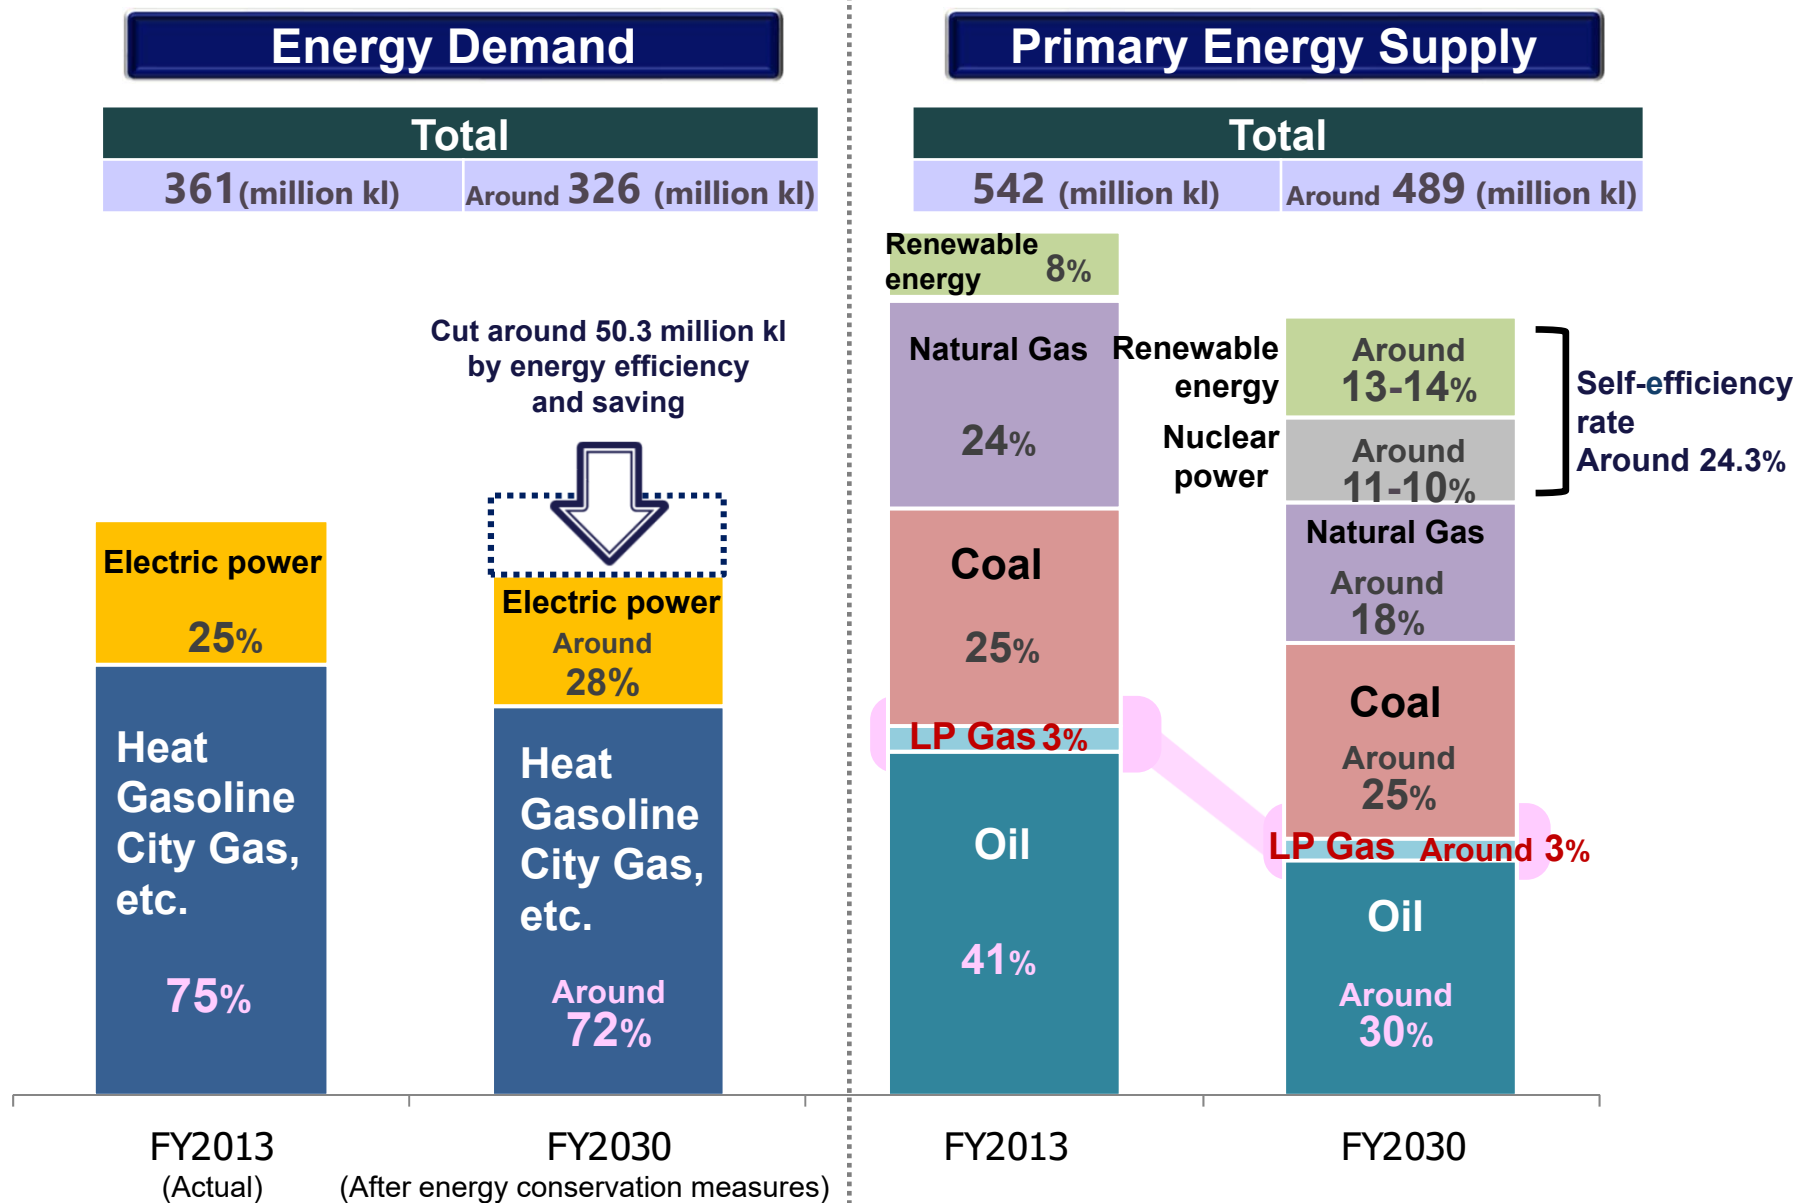 Energy Demand
Total
361(million kl)
Around 326 (million kl)
Cut around 50.3 million kl
by energy efficiency
and saving
Electric power
25%
Heat
Gasoline
City Gas,
etc.
75%
Electric power
Around
28%
Heat
Gasoline
City Gas,
etc.
Around
72%
FY2013
(Actual)
FY2030
(After energy conservation measures)
Primary Energy Supply
Total
542 (million kl)
Around 489 (million kl)
Renewable
energy 8%
Natural Gas
24%
Coal
25%
LP Gas 3%
Oil
41%
Renewable
energy
Around
13-14%
Nuclear
power
Around
11-10%
Self-efficiency
rate
Around 24.3%
Natural Gas
Around
18%
Coal
Around
25%
LP Gas Around 3%
Oil
Around
30%
FY2013
FY2030